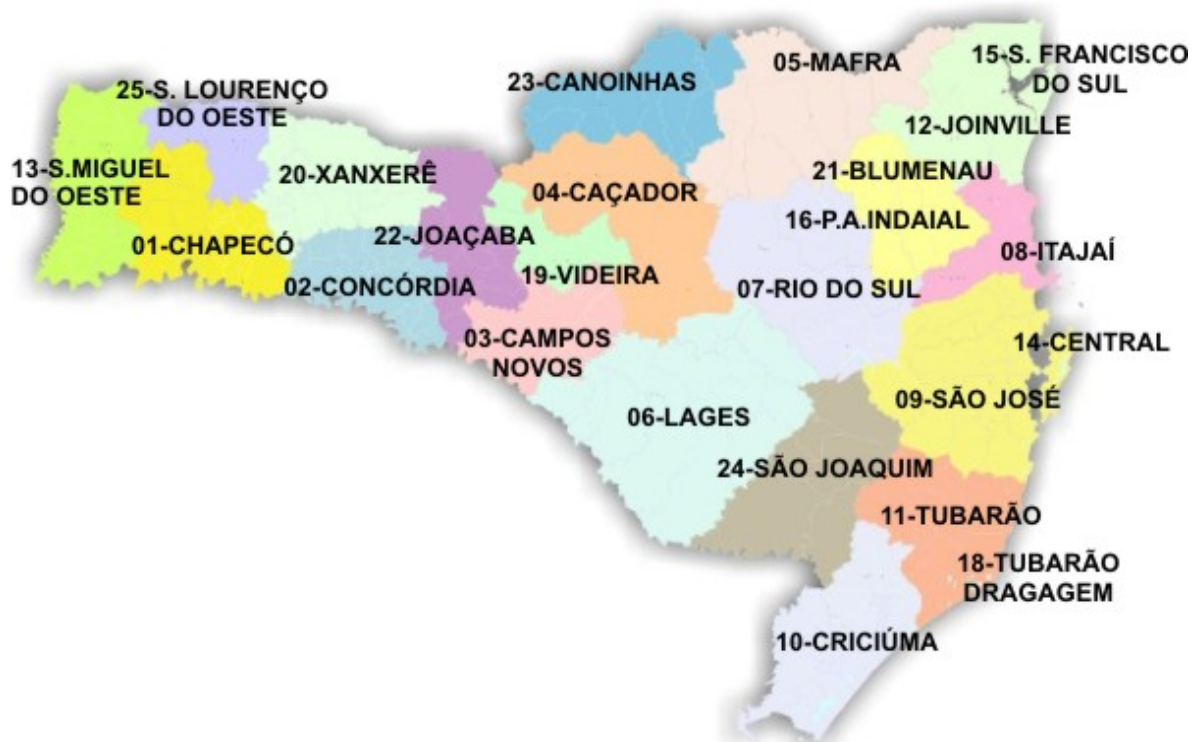 15-S. FRANCISCO
DO SUL
05-MAFRA
23-CANOINHAS
25-S. LOURENÇO
DO OESTE
12-JOINVILLE
13-S.MIGUEL
DO OESTE
20-XANXERÊ
04-CAÇADOR
21-BLUMENAU
16-P.A.INDAIAL
01-CHAPECÓ
22-JOAÇABA
08-ITAJAÍ
19-VIDEIRA
02-CONCÓRDIA
07-RIO DO SUL
03-CAMPOS
NOVOS
14-CENTRAL
09-SÃO JOSÉ
06-LAGES
24-SÃO JOAQUIM
11-TUBARÃO
18-TUBARÃO
DRAGAGEM
10-CRICIÚMA